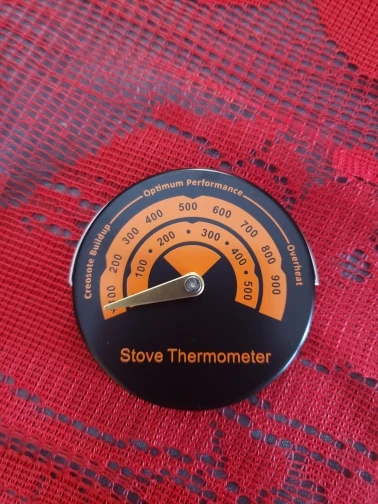 Creosote Buildup
Optimum Performance
Overheat
200 300 400 500 600 700 800 900
100 200 300 400 500
Stove Thermometer